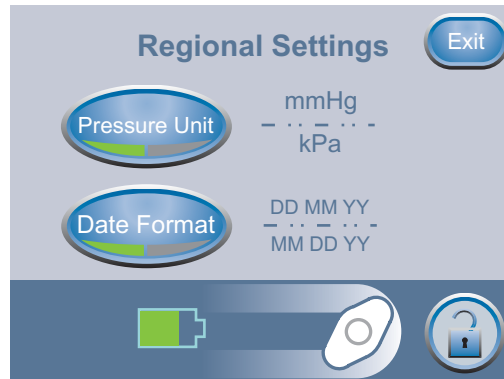 Regional Settings
Exit
Pressure Unit
mmHg
kPa
Date Format
DD MM YY
MM DD YY